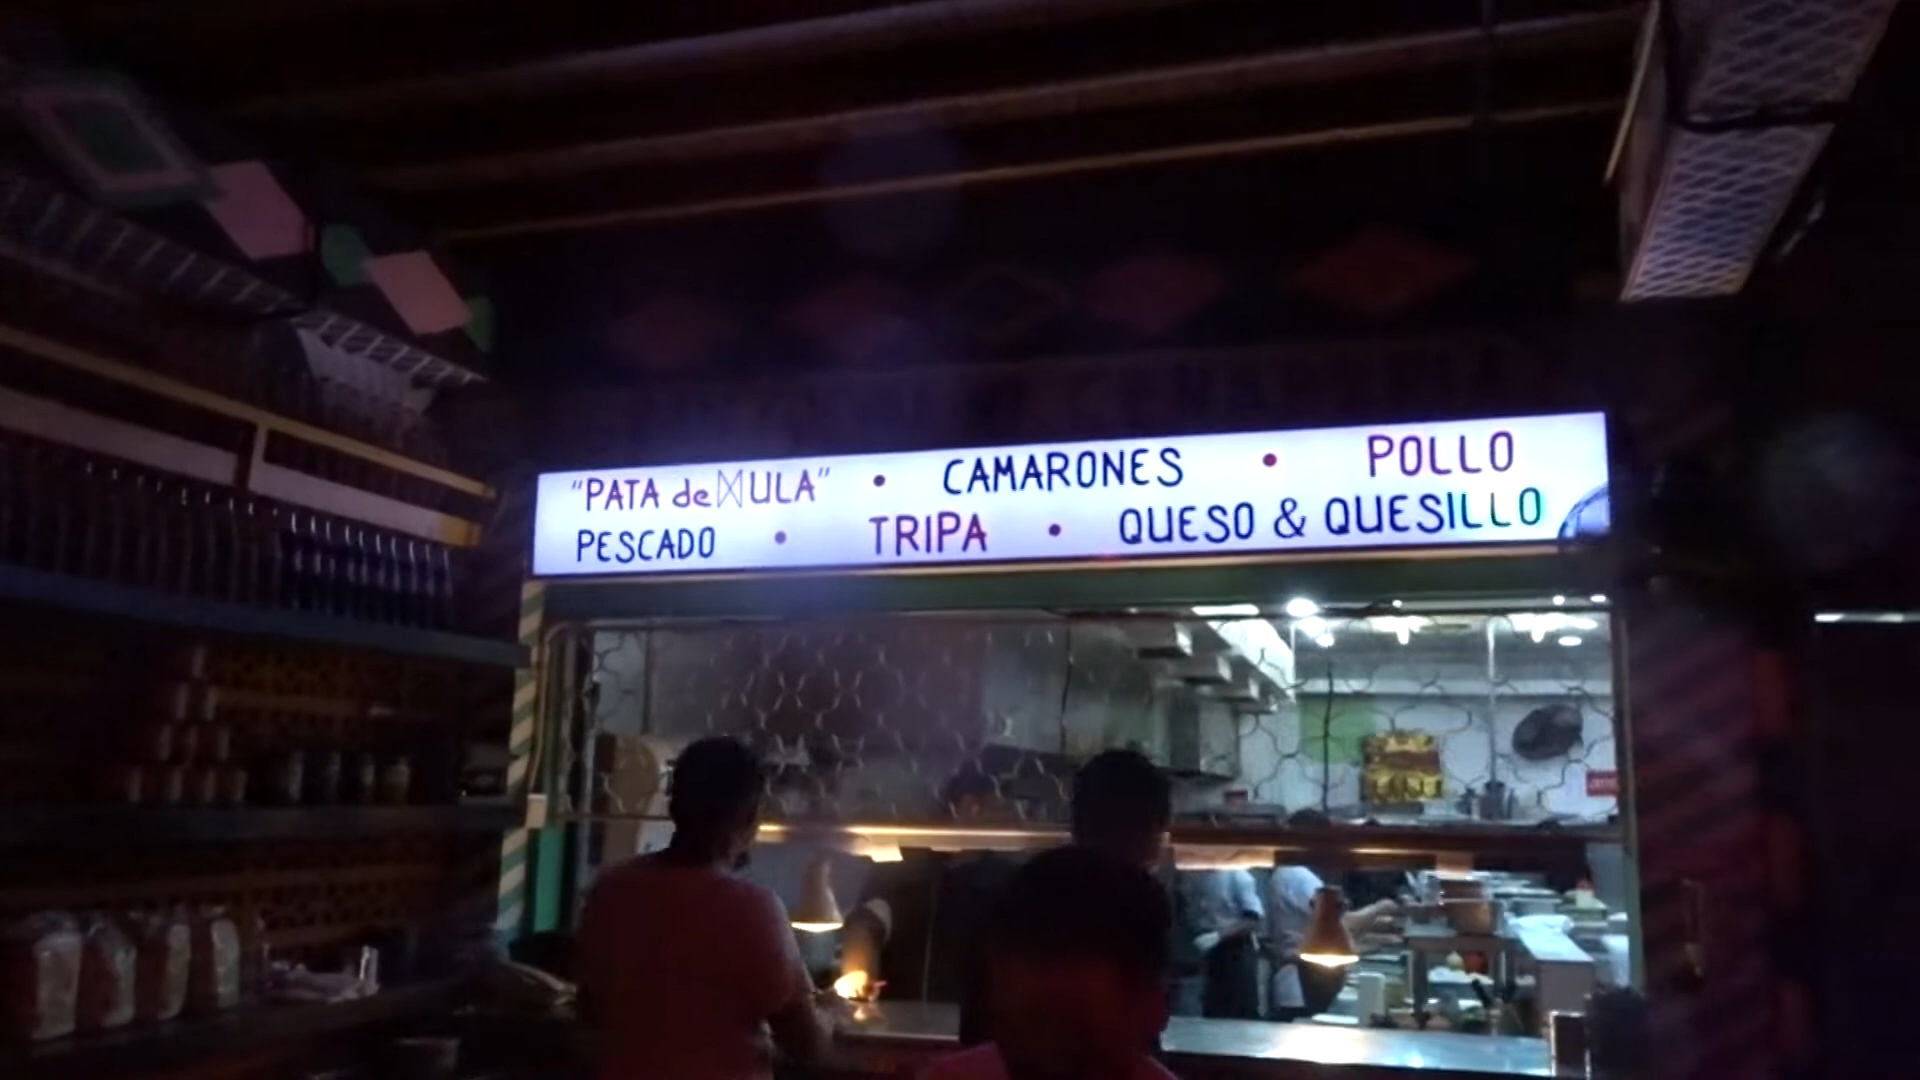 "PATA de MULA" • CAMARONES • POLLO
PESCADO • TRIPA • QUESO & QUESILLO